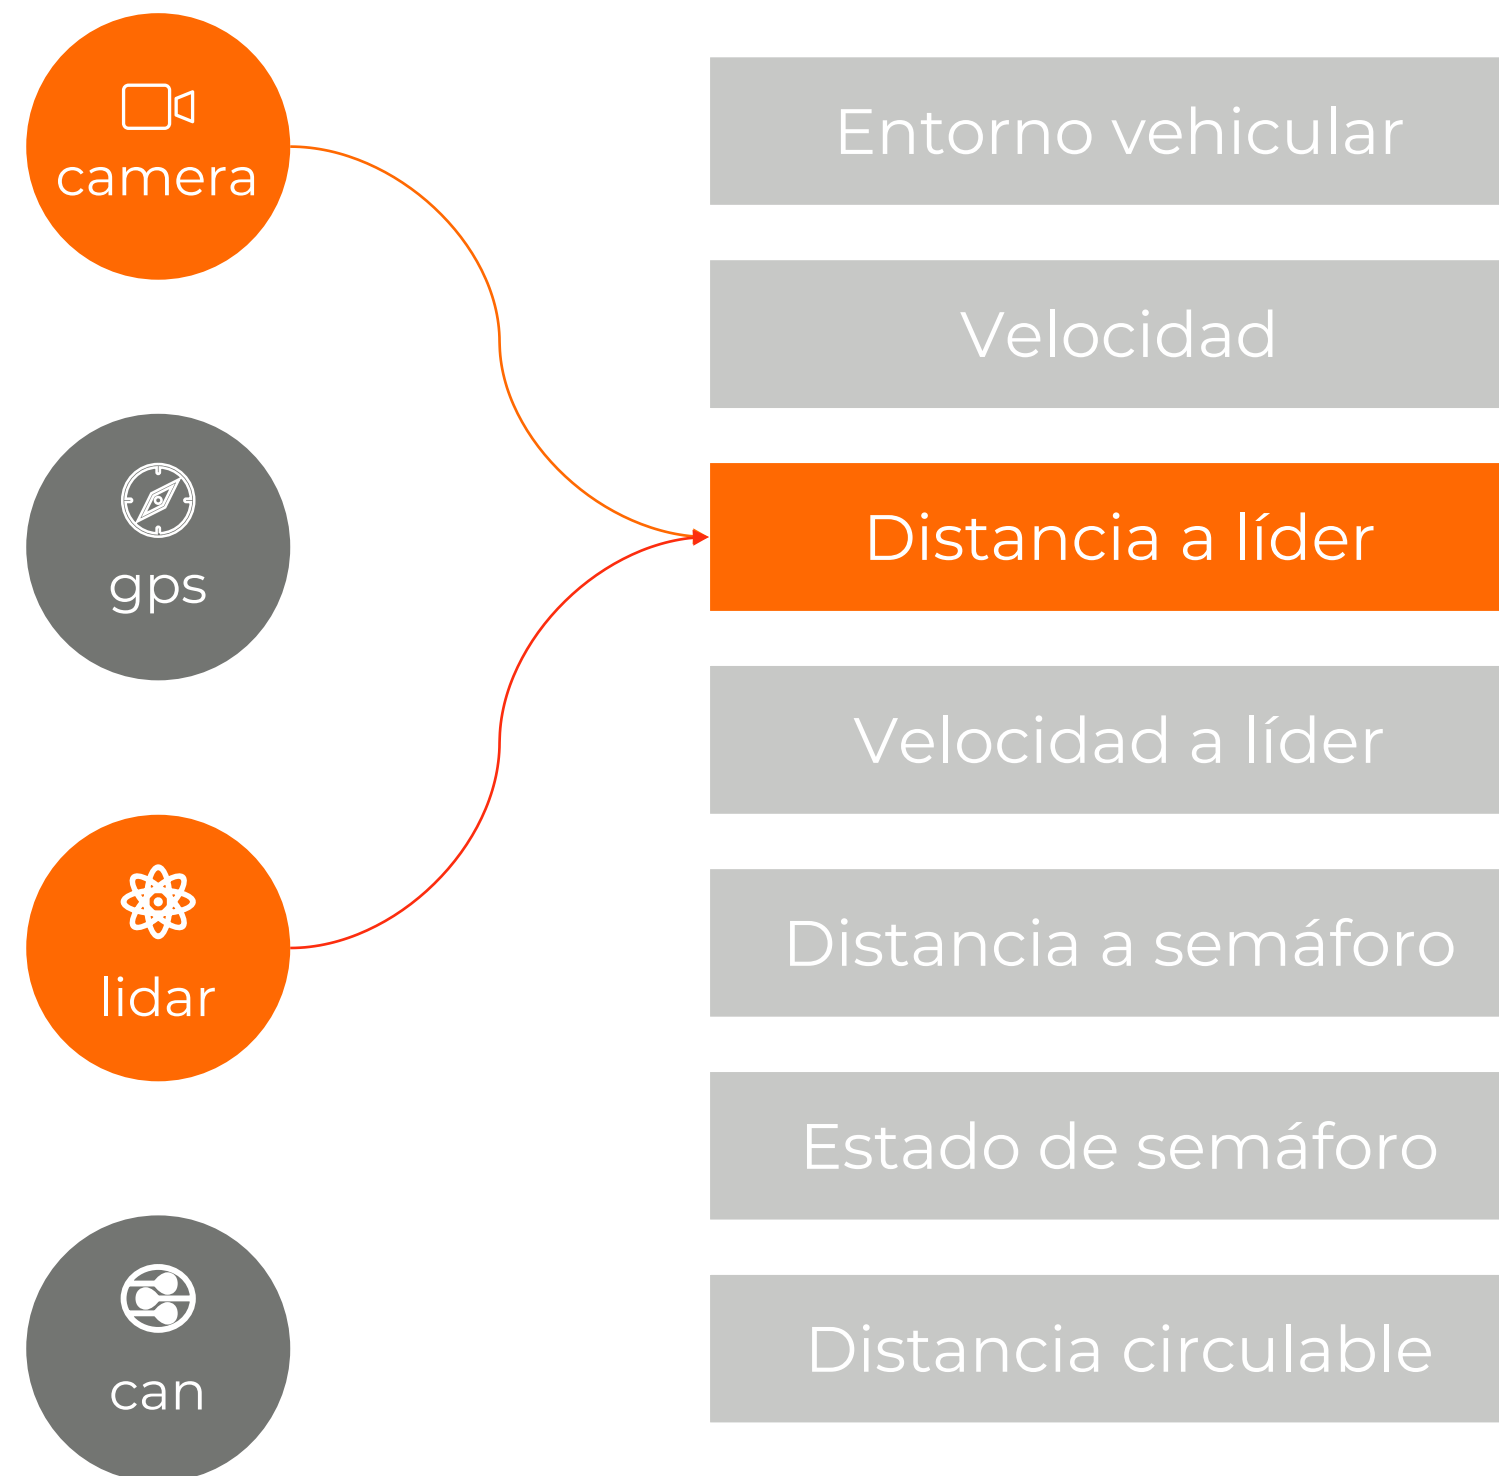 camera
gps
lidar
can
Entorno vehicular
Velocidad
Distancia a líder
Velocidad a líder
Distancia a semáforo
Estado de semáforo
Distancia circulable